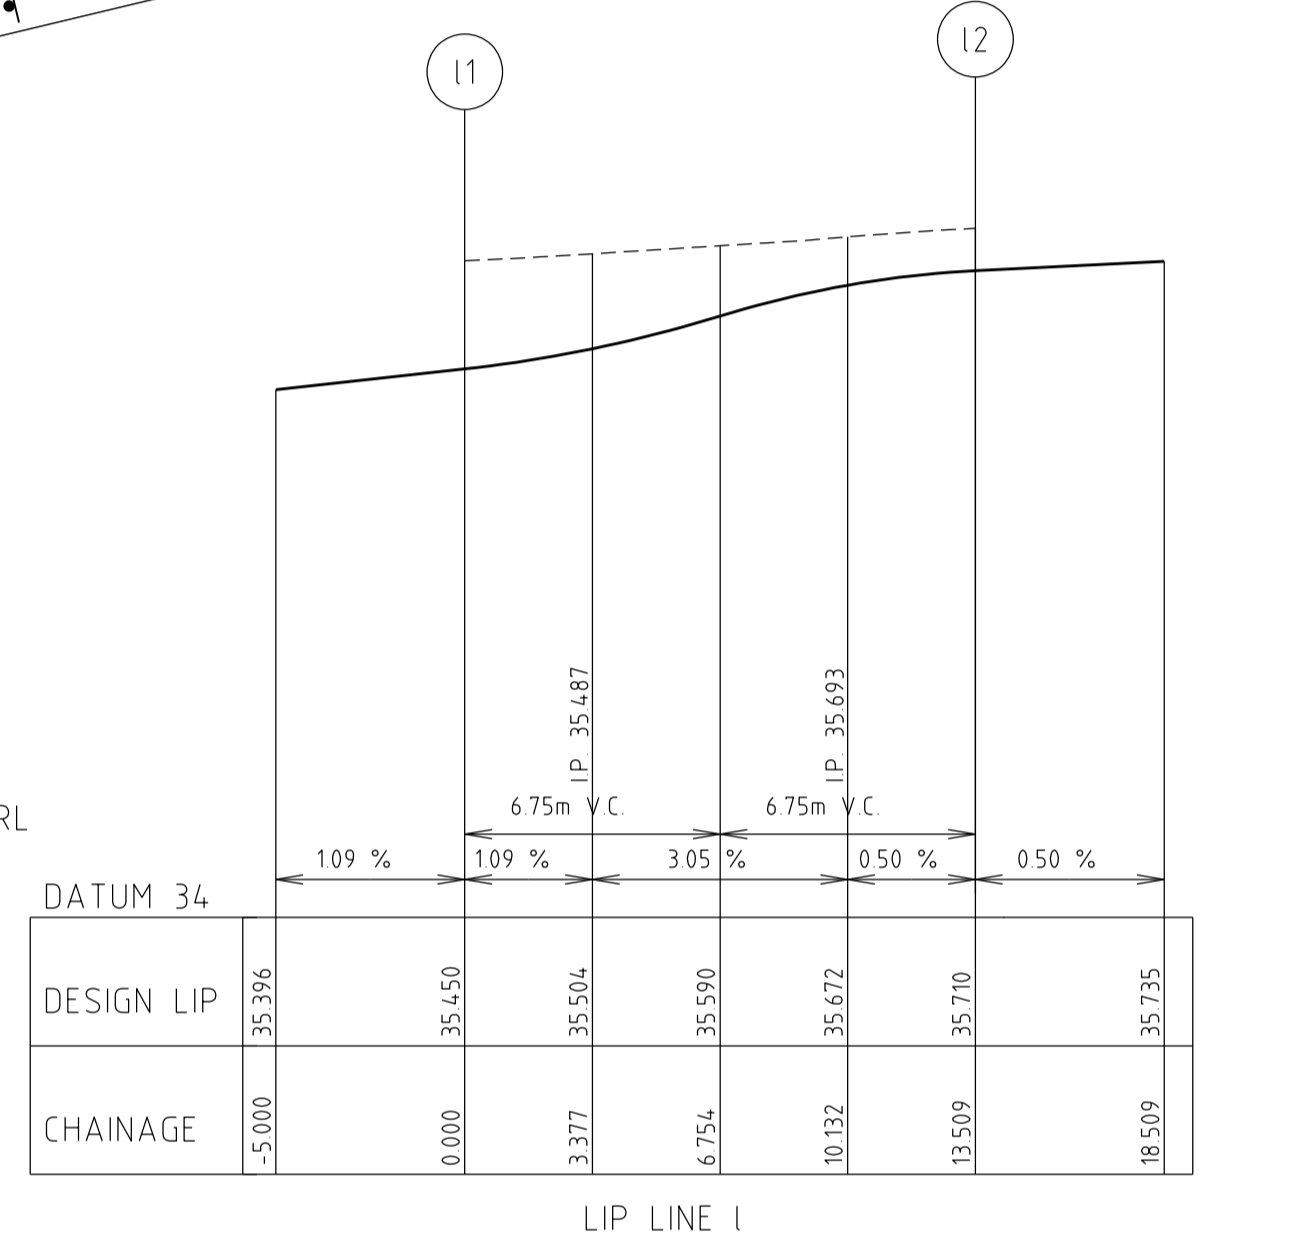 l1
l2
I.P. 35.487
I.P. 35.693
6.75m V.C.
6.75m V.C.
RL
1.09 %
1.09 %
3.05 %
0.50 %
0.50 %
DATUM 34
DESIGN LIP
35.396
35.450
35.504
35.590
35.672
35.710
35.735
CHAINAGE
-5.000
0.000
3.377
6.754
10.132
13.509
18.509
LIP LINE l